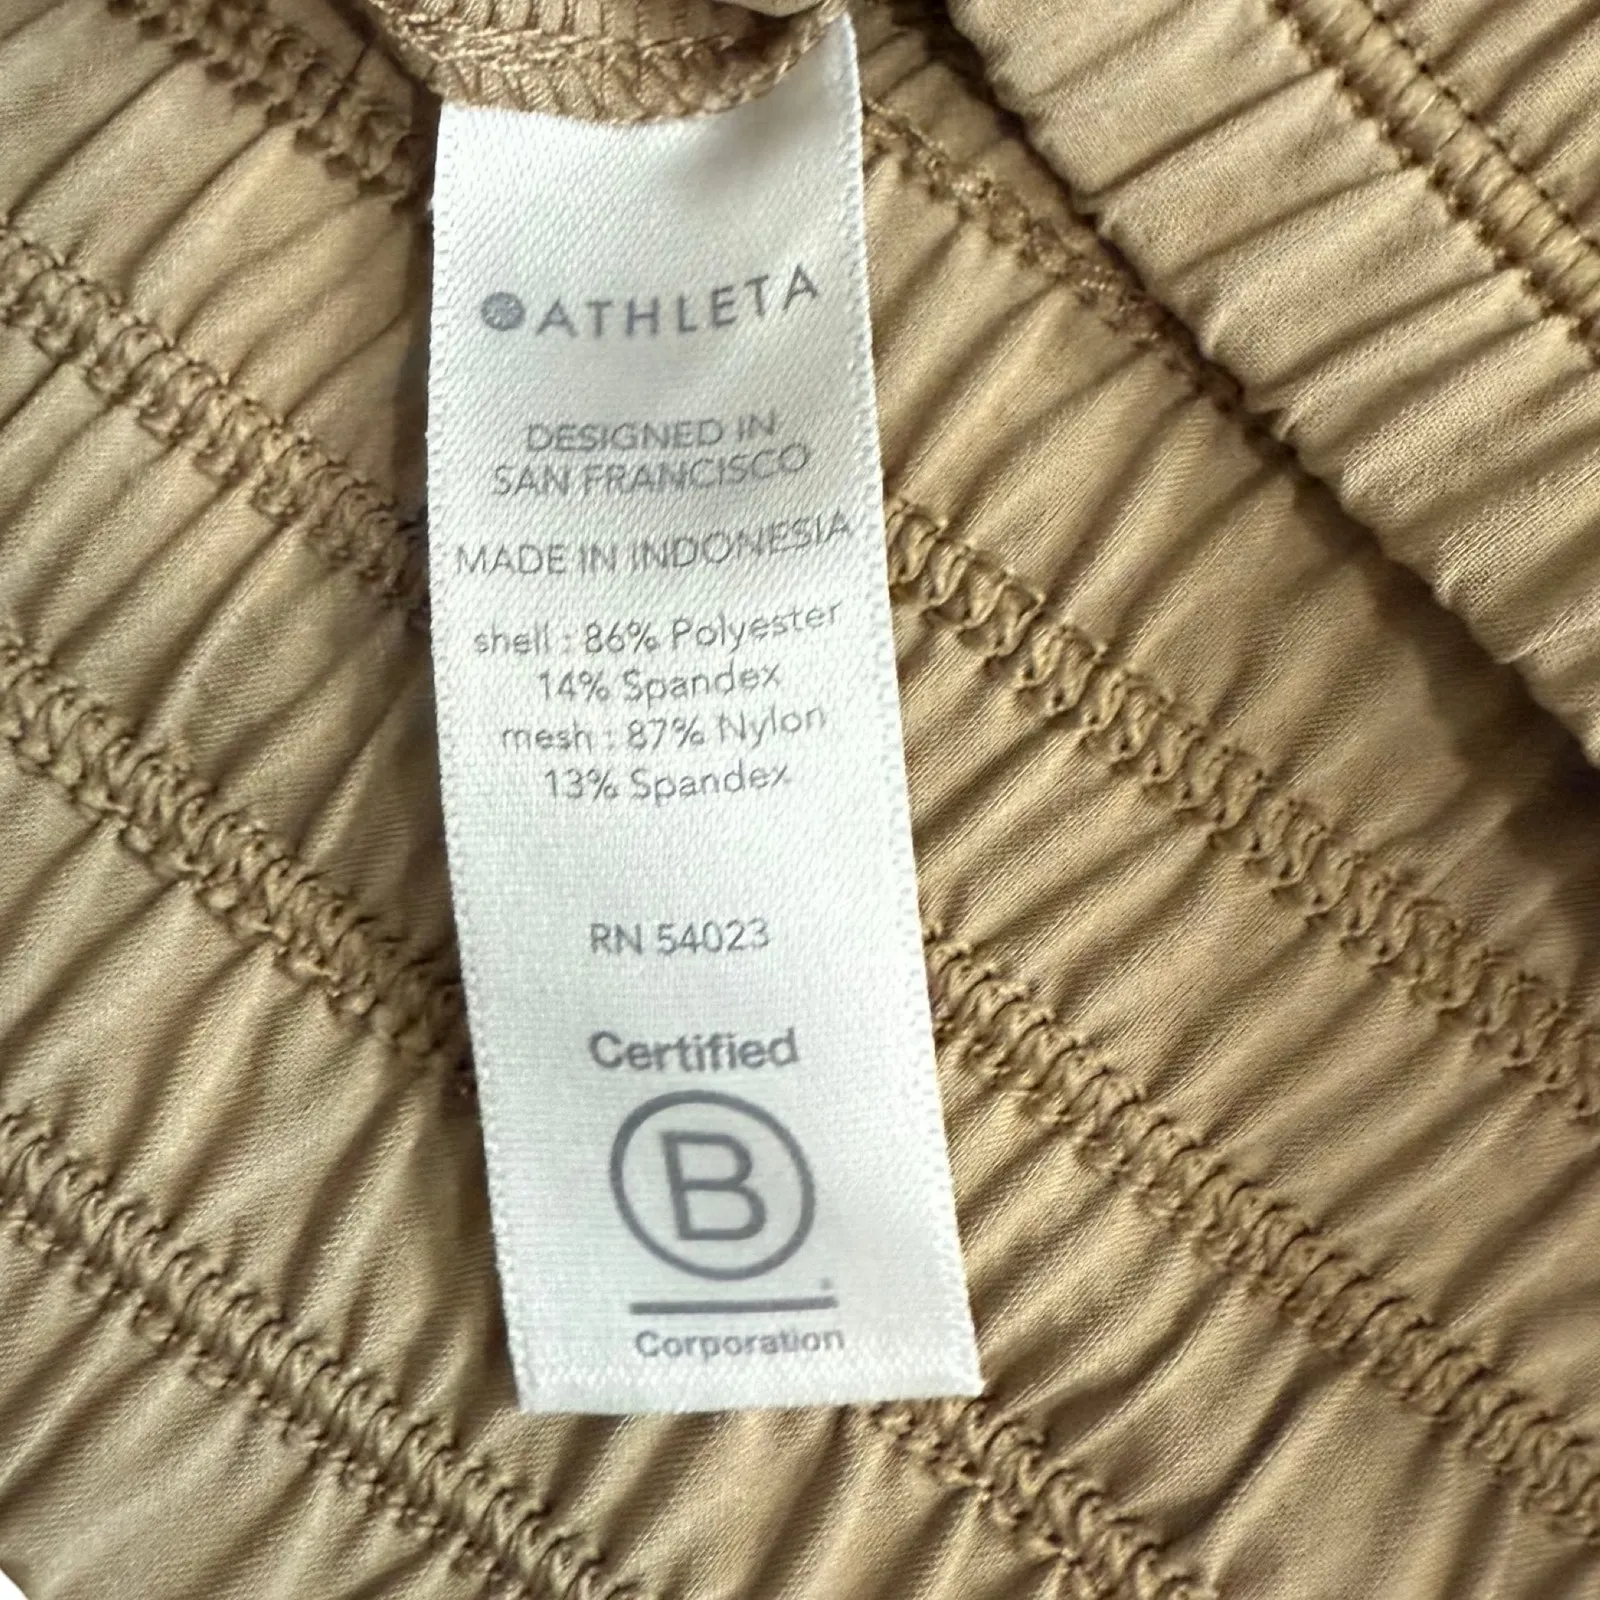 ATHLETA
DESIGNED IN
SAN FRANCISCO
MADE IN INDONESIA
shell : 86% Polyester
14% Spandex
mesh : 87% Nylon
13% Spandex
RN 54023
Certified
B
Corporation